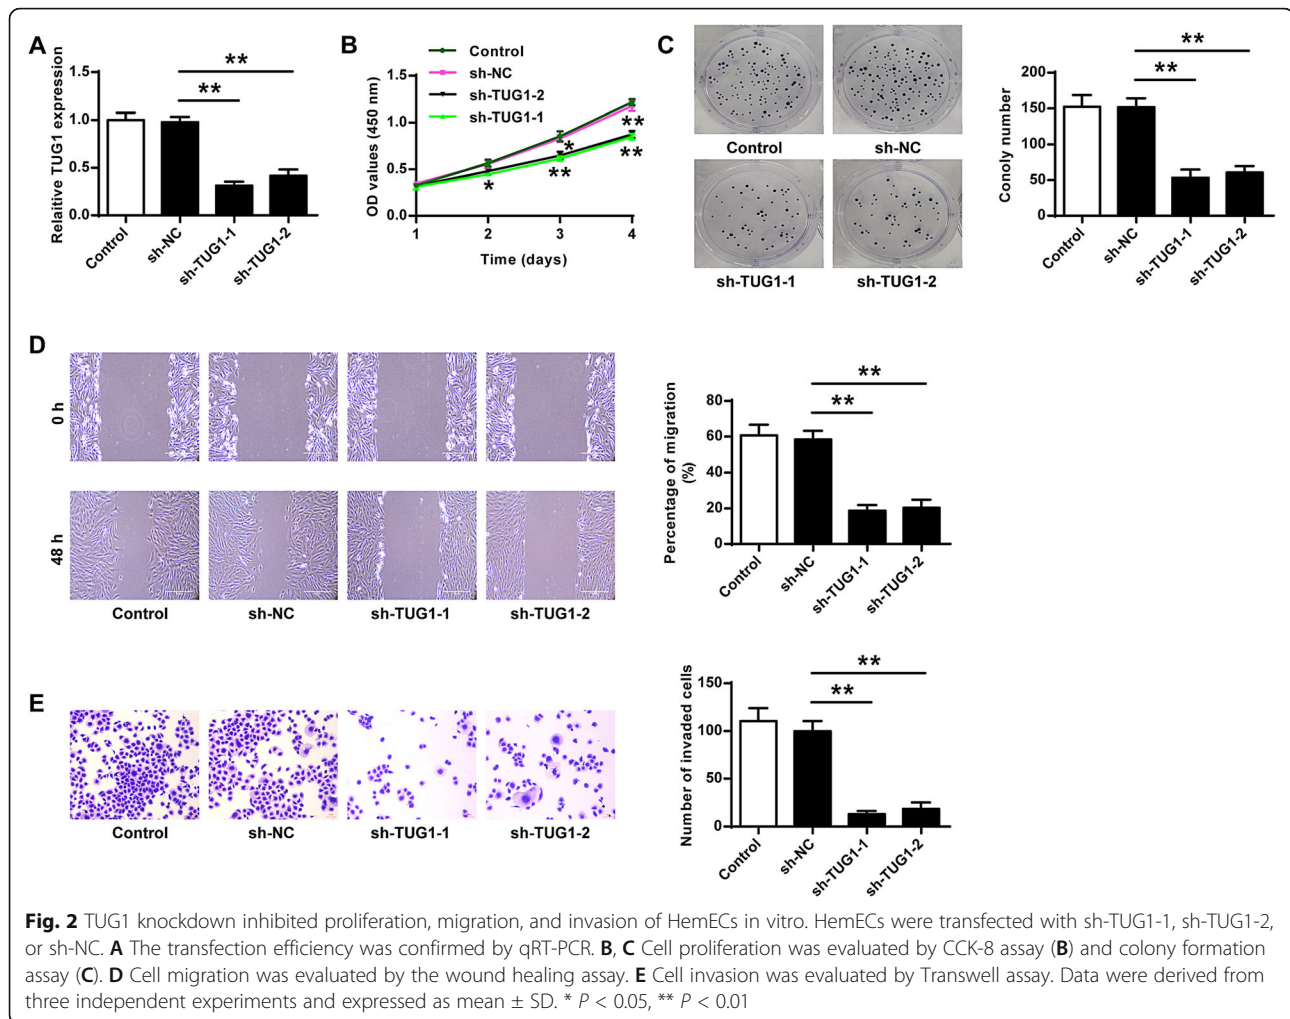 A
Relaitive TUG1 expression
1.5
1.0
0.5
0.0
**
**
Control
sh-NC
sh-TUG1-1
sh-TUG1-2
B
Control
sh-NC
sh-TUG1-2
sh-TUG1-1
OD values (450 nm)
1.5
1.0
0.5
0.0
*
*
**
**
**
1 2 3 4
Time (days)
C
Control
sh-NC
sh-TUG1-1
sh-TUG1-2
Conoly number
200
150
100
50
0
**
**
Control
sh-NC
sh-TUG1-1
sh-TUG1-2
D
0 h
48 h
Control
sh-NC
sh-TUG1-1
sh-TUG1-2
Percentage of migration
(%)
80
60
40
20
0
**
**
Control
sh-NC
sh-TUG1-1
sh-TUG1-2
E
Control
sh-NC
sh-TUG1-1
sh-TUG1-2
Number of invaded cells
150
100
50
0
**
**
Control
sh-NC
sh-TUG1-1
sh-TUG1-2
Fig. 2 TUG1 knockdown inhibited proliferation, migration, and invasion of HemECs in vitro. HemECs were transfected with sh-TUG1-1, sh-TUG1-2,
or sh-NC. A The transfection efficiency was confirmed by qRT-PCR. B, C Cell proliferation was evaluated by CCK-8 assay (B) and colony formation
assay (C). D Cell migration was evaluated by the wound healing assay. E Cell invasion was evaluated by Transwell assay. Data were derived from
three independent experiments and expressed as mean ± SD. * P < 0.05, ** P < 0.01